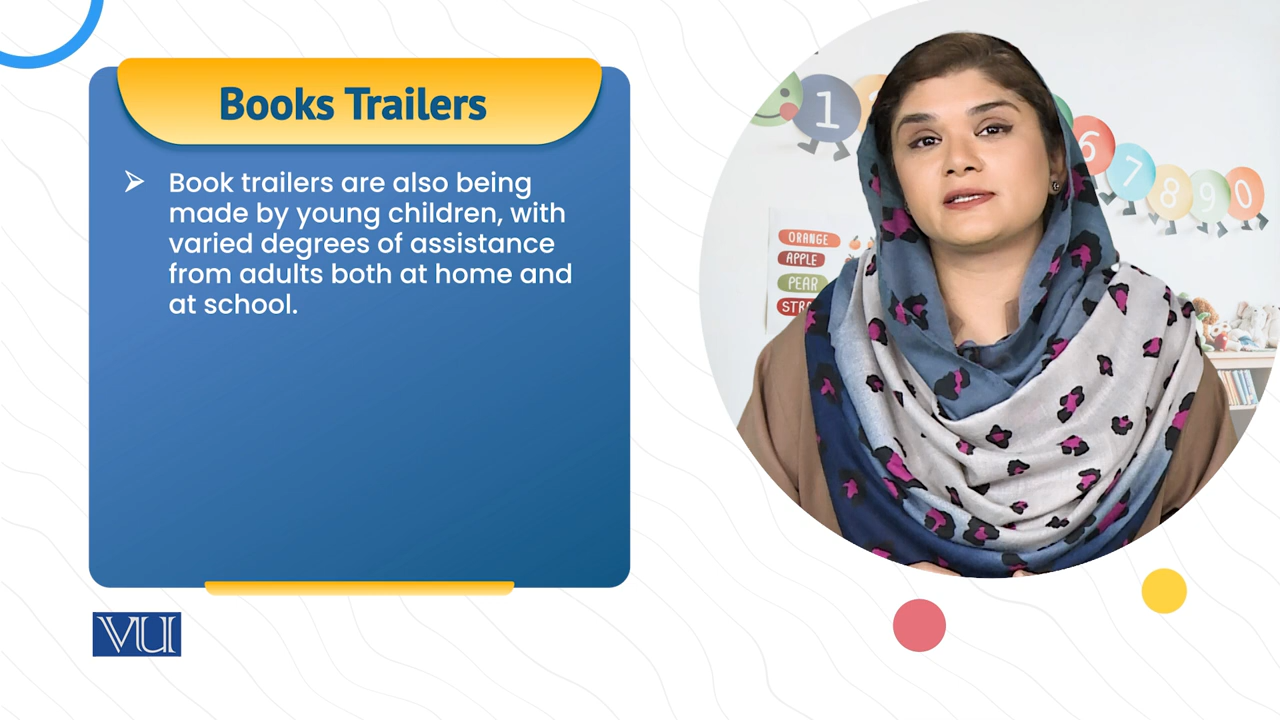 Books Trailers
➢ Book trailers are also being
made by young children, with
varied degrees of assistance
from adults both at home and
at school.
VU
1
6 7 8 9 0
ORANGE
APPLE
PEAR